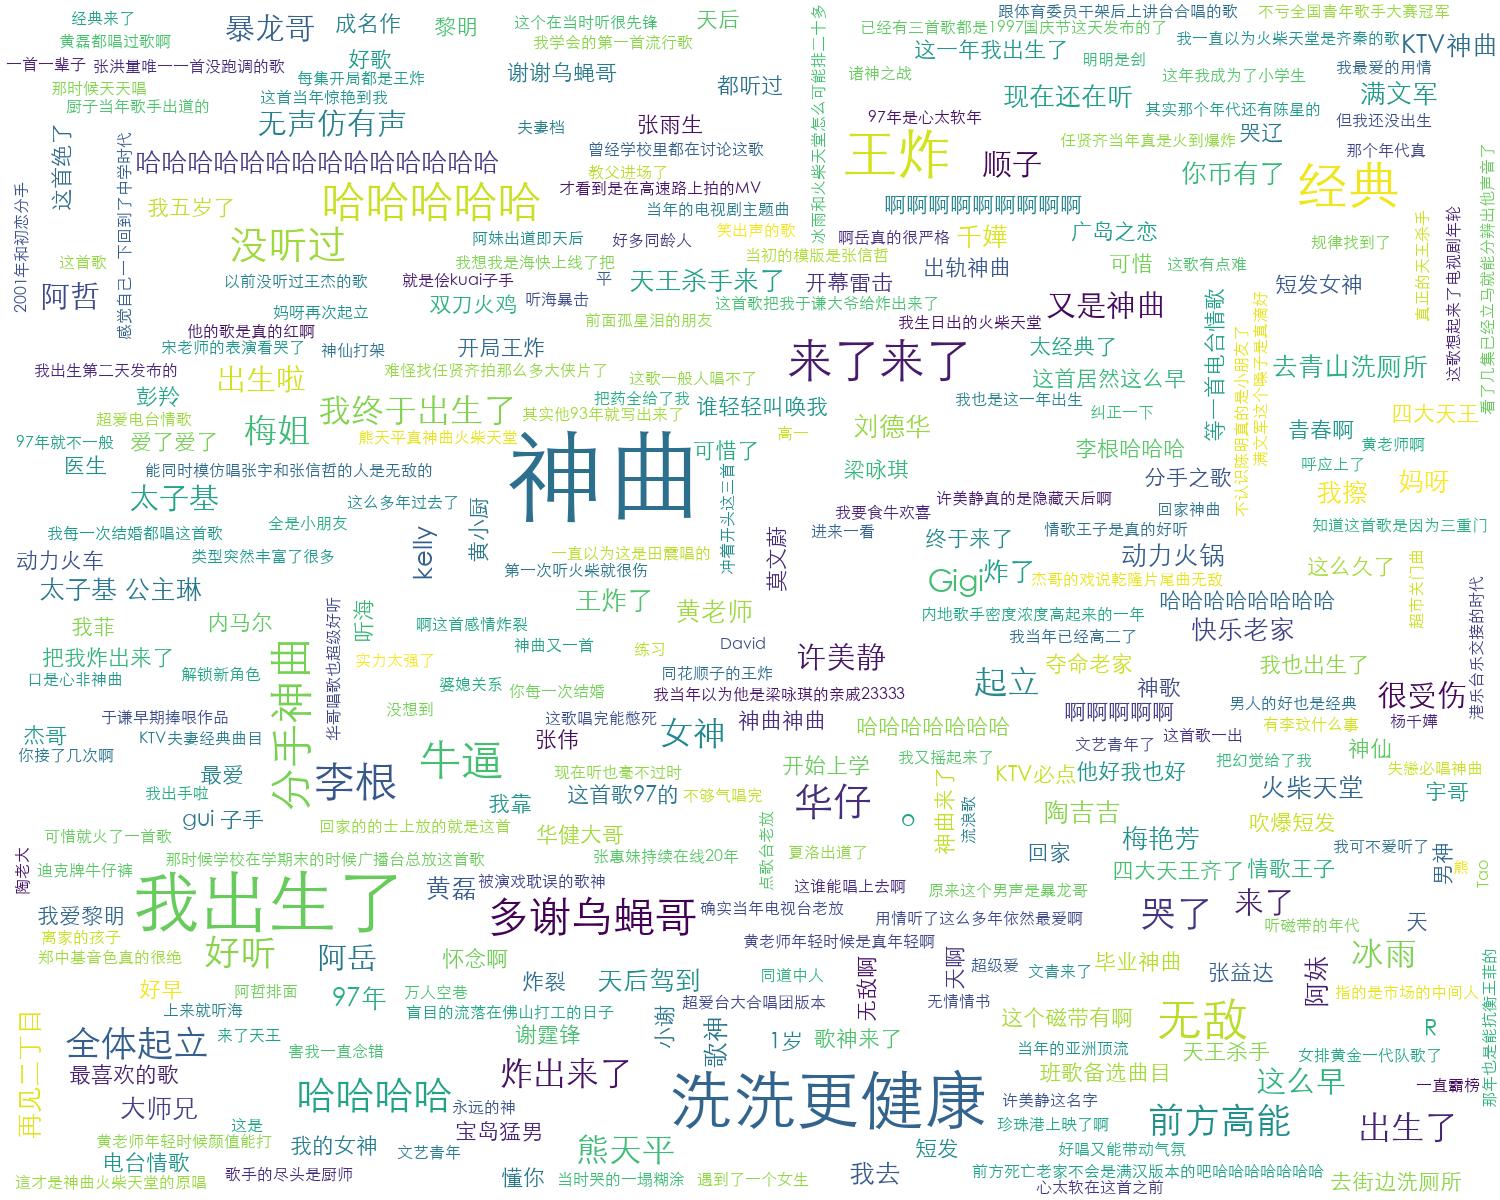 经典来了
暴龙哥
成名作
黎明
这个在当时听很先锋
天后
跟体育委员干架后上讲台合唱的歌
不亏全国青年歌手大赛冠军
黄磊都唱过歌啊
我学会的第一首流行歌
已经有三首歌都是1997国庆节这天发布的了
我一直以为火柴天堂是齐秦的歌
KTV神曲
一首一辈子
张洪量唯一一首没跑调的歌
好歌
每集开局都是王炸
谢谢乌蝇哥
都听过
诸神之战
这一年我出生了
明明是剑
我最爱的用情
那时候天天唱
厨子当年歌手出道的
这首当年惊艳到我
冰雨和火柴天堂怎么可能排二十多
现在还在听
这年我成为了小学生
满文军
无声仿有声
夫妻档
张雨生
97年是心太软年
其实那个年代还有陈星的
但我还没出生
这首绝了
感觉自己一下回到了中学时代
哈哈哈哈哈哈哈哈哈哈哈哈哈哈
曾经学校里都在讨论这歌
教父进场了
王炸
顺子
任贤齐当年真是火到爆炸
哭辽
那个年代真
你币有了
经典
看了几集已经立马就能分辨出他声音了
2001年和初恋分手
我五岁了
哈哈哈哈哈
才看到是在高速路上拍的MV
当年的电视剧主题曲
啊啊啊啊啊啊啊啊啊
没听过
阿妹出道即天后
好多同龄人
笑出声的歌
啊岳真的很严格
千嬅
广岛之恋
规律找到了
真正的天王杀手
这歌想起来了电视剧年轮
这首歌
以前没听过王杰的歌
我想我是海快上线了把
就是侩kuai子手
平
当初的模版是张信哲
天王杀手来了
开幕雷击
出轨神曲
可惜
这歌有点难
短发女神
阿哲
妈呀再次起立
双刀火鸡
听海暴击
这首歌把我于谦大爷给炸出来了
又是神曲
等一首电台情歌
不认识陈明真的是小朋友了
满文军这个嗓子是真滴好
他的歌是真的红啊
前面孤星泪的朋友
我生日出的火柴天堂
宋老师的表演看哭了
神仙打架
开局王炸
来了来了
太经典了
去青山洗厕所
我出生第二天发布的
出生啦
难怪找任贤齐拍那么多大侠片了
这歌一般人唱不了
这首居然这么早
彭羚
我终于出生了
其实他93年就写出来了
把药全给了我
谁轻轻叫唤我
我也是这一年出生
纠正一下
四大天王
超爱电台情歌
梅姐
熊天平真神曲火柴天堂
可惜了
高一
刘德华
青春啊
黄老师啊
97年就不一般
爱了爱了
李根哈哈哈
呼应上了
医生
能同时模仿唱张宇和张信哲的人是无敌的
神曲
冲着开头这三首
梁咏琪
分手之歌
我擦
妈呀
太子基
这么多年过去了
许美静真的是隐藏天后啊
回家神曲
我每一次结婚都唱这首歌
全是小朋友
kelly
黄小厨
我要食牛欢喜
进来一看
终于来了
情歌王子是真的好听
知道这首歌是因为三重门
动力火车
类型突然丰富了很多
一直以为这是田震唱的
莫文蔚
动力火锅
这么久了
超市关门曲
太子基 公主琳
第一次听火柴就很伤
Gigi
炸了
杰哥的戏说乾隆片尾曲无敌
王炸了
黄老师
哈哈哈哈哈哈哈
我菲
内马尔
华哥唱歌也超级好听
听海
啊这首感情炸裂
内地歌手密度浓度高起来的一年
快乐老家
港乐台乐交接的时代
神曲又一首
练习
David
我当年已经高二了
把我炸出来了
分手神曲
实力太强了
同花顺子的王炸
许美静
夺命老家
我也出生了
口是心非神曲
解锁新角色
婆媳关系
你每一次结婚
我当年以为他是梁咏琪的亲戚23333
起立
神歌
男人的好也是经典
很受伤
于谦早期捧哏作品
没想到
这歌唱完能憋死
女神
神曲神曲
哈哈哈哈哈哈哈
啊啊啊啊啊
有李玟什么事
杨千嬅
杰哥
KTV夫妻经典曲目
张伟
文艺青年了
这首歌一出
神仙
你接了几次啊
牛逼
我又摇起来了
把幻觉给了我
最爱
李根
现在听也毫不过时
开始上学
KTV必点
他好我也好
失戀必唱神曲
我出手啦
我靠
这首歌97的
不够气唱完
华仔
神曲来了
流浪歌
火柴天堂
宇哥
gui 子手
回家的的士上放的就是这首
陶吉吉
吹爆短发
可惜就火了一首歌
华健大哥
点歌台老放
梅艳芳
我可不爱听了
陶老大
迪克牌牛仔裤
那时候学校在学期末的时候广播台总放这首歌
张惠妹持续在线20年
夏洛出道了
回家
四大天王齐了
情歌王子
男神
熊
Tao
我出生了
黄磊
被演戏耽误的歌神
这谁能唱上去啊
原来这个男声是暴龙哥
我爱黎明
多谢乌蝇哥
确实当年电视台老放
用情听了这么多年依然最爱啊
哭了
来了
听磁带的年代
天
离家的孩子
黄老师年轻时候是真年轻啊
郑中基音色真的很绝
好听
阿岳
怀念啊
冰雨
炸裂
天后驾到
同道中人
无敌啊
天啊
超级爱
文青来了
毕业神曲
张益达
阿妹
好早
阿哲排面
97年
万人空巷
超爱台大合唱团版本
无情情书
指的是市场的中间人
那年也是能抗衡王菲的
上来就听海
盲目的流落在佛山打工的日子
再见二丁目
全体起立
来了天王
谢霆锋
小谢
歌神
1岁
歌神来了
这个磁带有啊
无敌
R
害我一直念错
当年的亚洲顶流
天王杀手
女排黄金一代队歌了
最喜欢的歌
炸出来了
班歌备选曲目
这么早
一直霸榜
大师兄
哈哈哈哈
永远的神
洗洗更健康
许美静这名字
这是
宝岛猛男
珍珠港上映了啊
前方高能
出生了
黄老师年轻时候颜值能打
我的女神
文艺青年
熊天平
短发
好唱又能带动气氛
电台情歌
歌手的尽头是厨师
懂你
当时哭的一塌糊涂
遇到了一个女生
我去
前方死亡老家不会是满汉版本的吧哈哈哈哈哈哈哈
這才是神曲火柴天堂的原唱
心太软在这首之前
去街边洗厕所